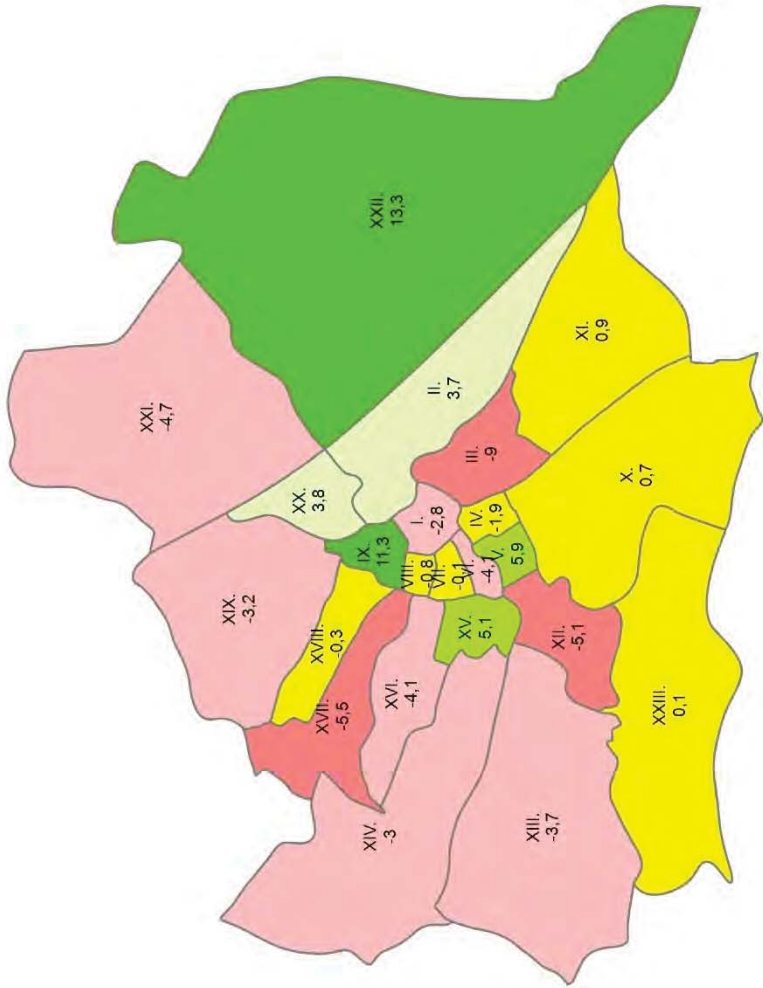 XXI.
-4,7
XXII.
13,3
XX.
3,8
XIX.
-3,2
II.
3,7
IX.
11,3
XVIII.
-0,3
XVII.
-5,5
XVI.
-4,1
VIII.
-0,8
VII.
-0,1
I.
-2,8
VI.
-4,1
IV.
-1,9
V.
5,9
III.
-9
XI.
0,9
X.
0,7
XV.
5,1
XII.
-5,1
XIV.
-3
XIII.
-3,7
XXIII.
0,1